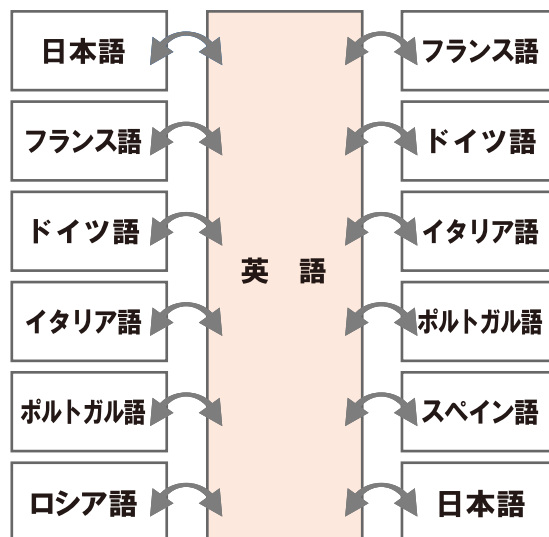 日本語
フランス語
ドイツ語
イタリア語
ポルトガル語
ロシア語
英 語
フランス語
ドイツ語
イタリア語
ポルトガル語
スペイン語
日本語